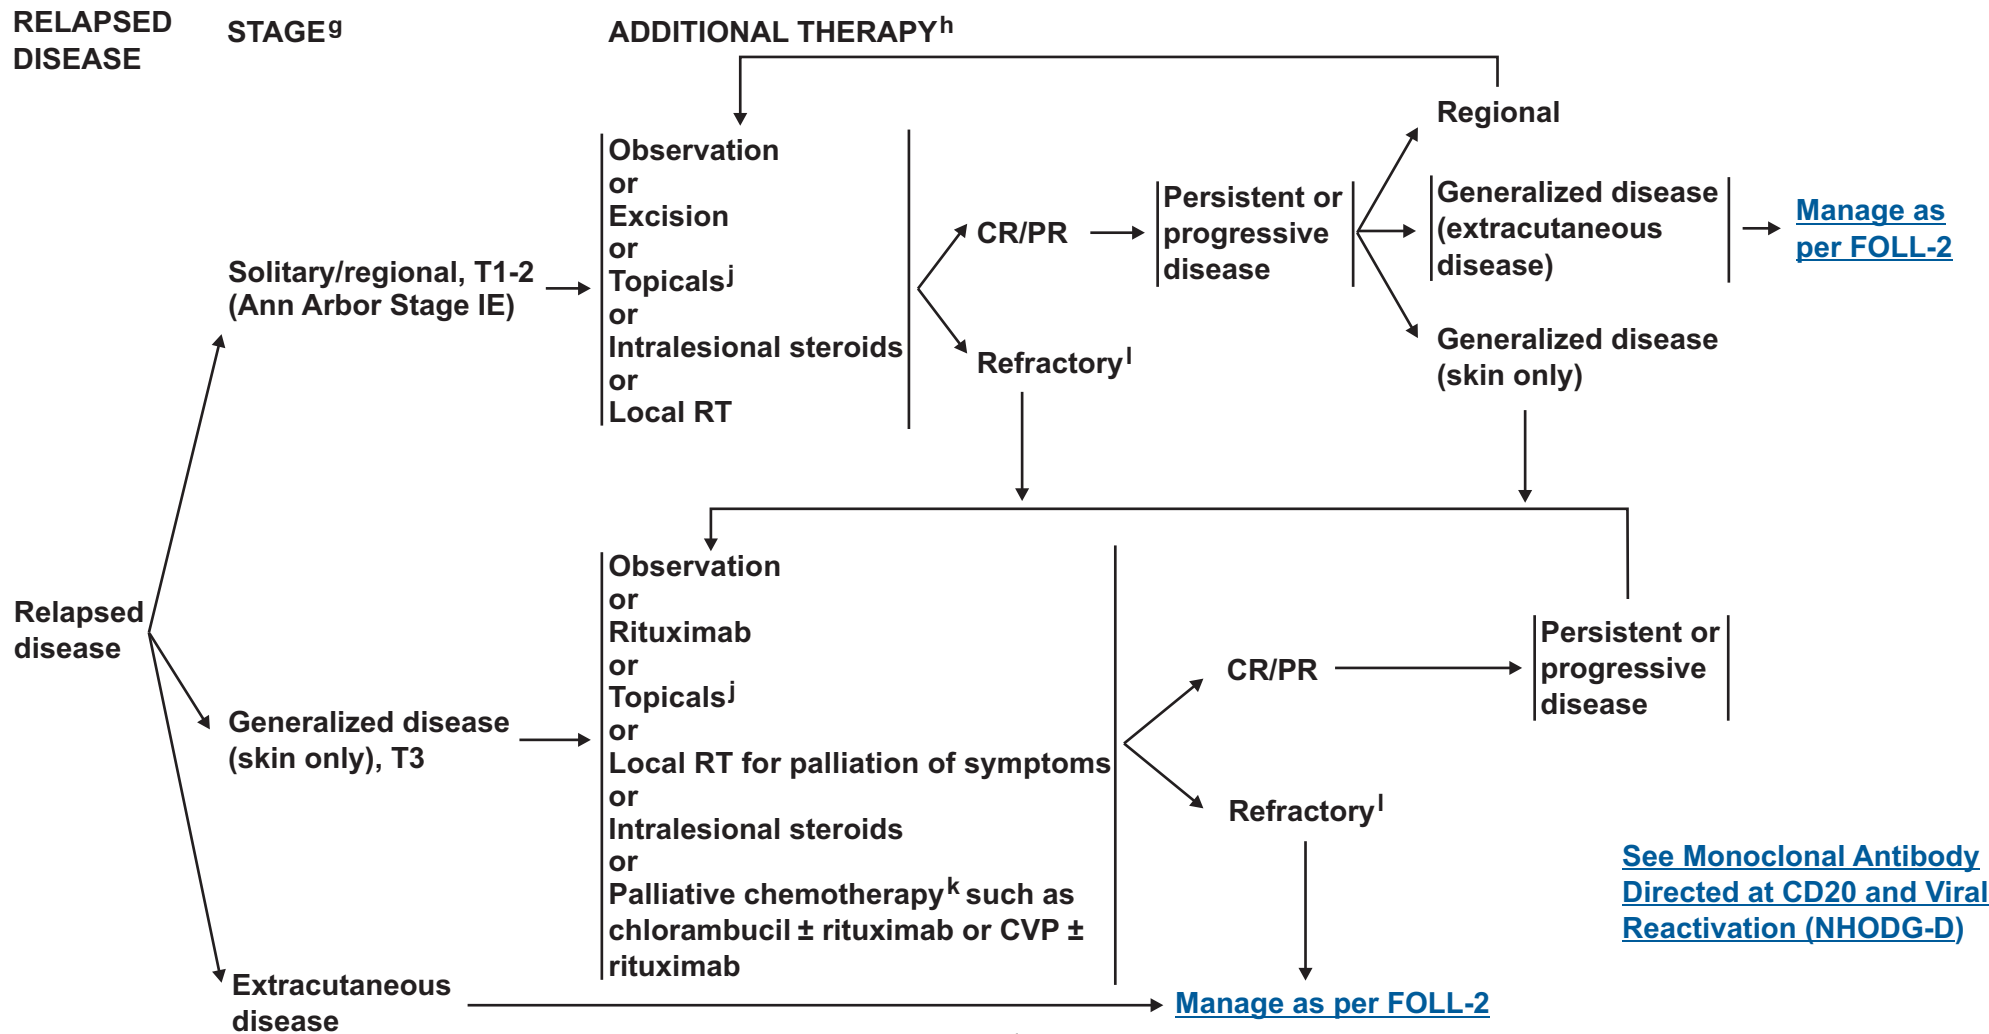 RELAPSED
DISEASE
STAGEg
ADDITIONAL THERAPYh
Observation
or
Excision
or
Topicalsj
or
Intralesional steroids
or
Local RT
Solitary/regional, T1-2
(Ann Arbor Stage IE)
CR/PR
Refractoryl
Persistent or
progressive
disease
Regional
Generalized disease
(extracutaneous
disease)
Manage as
per FOLL-2
Generalized disease
(skin only)
Relapsed
disease
Generalized disease
(skin only), T3
Observation
or
Rituximab
or
Topicalsj
or
Local RT for palliation of symptoms
or
Intralesional steroids
or
Palliative chemotherapyk such as
chlorambucil ± rituximab or CVP ±
rituximab
CR/PR
Refractoryl
Persistent or
progressive
disease
See Monoclonal Antibody
Directed at CD20 and Viral
Reactivation (NHODG-D)
Extracutaneous
disease
Manage as per FOLL-2